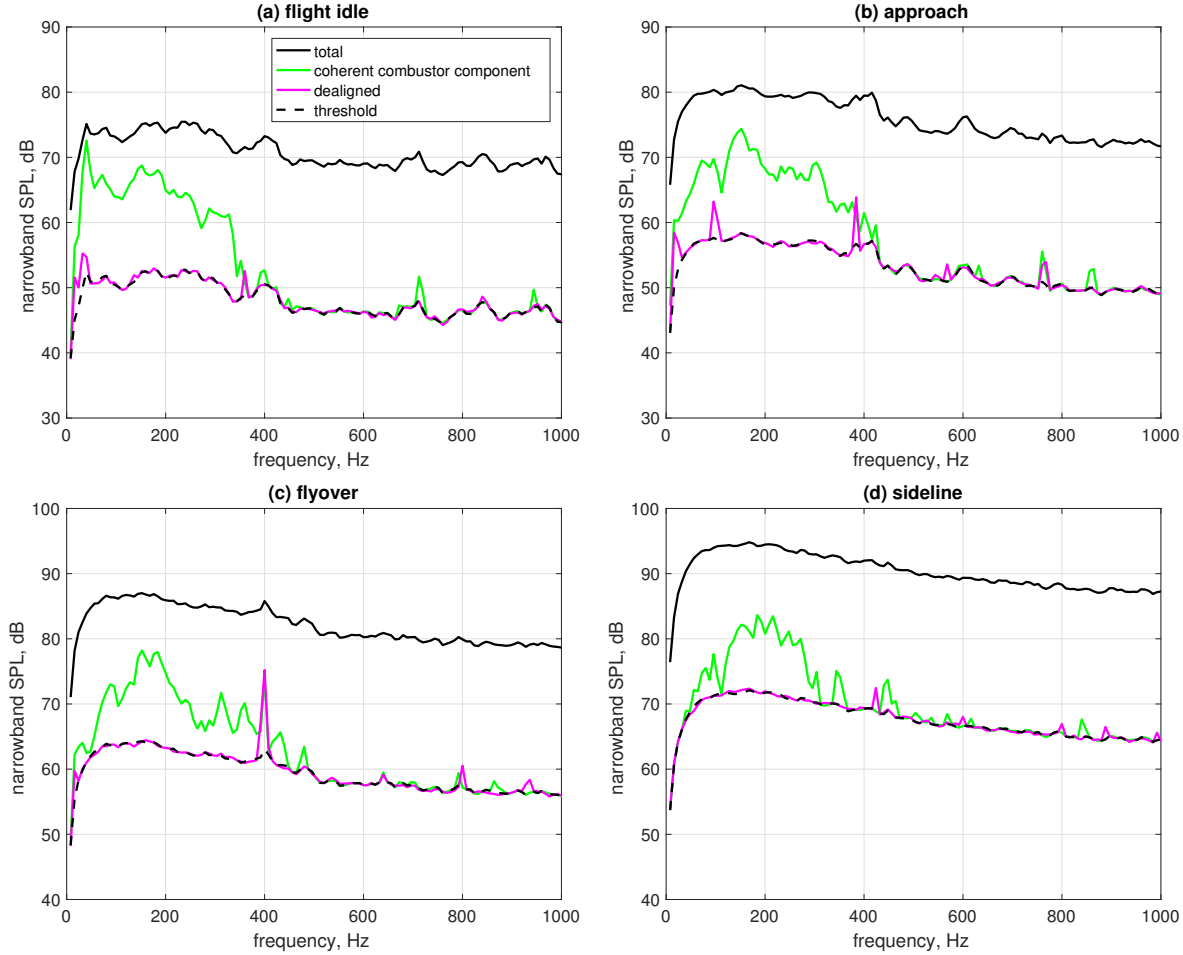 (a) flight idle
90
80
70
60
50
40
30
narrowband SPL, dB
total
coherent combustor component
dealigned
threshold
0 200 400 600 800 1000
frequency, Hz
(b) approach
90
80
70
60
50
40
30
narrowband SPL, dB
0 200 400 600 800 1000
frequency, Hz
(c) flyover
100
90
80
70
60
50
40
narrowband SPL, dB
0 200 400 600 800 1000
frequency, Hz
(d) sideline
100
90
80
70
60
50
40
narrowband SPL, dB
0 200 400 600 800 1000
frequency, Hz